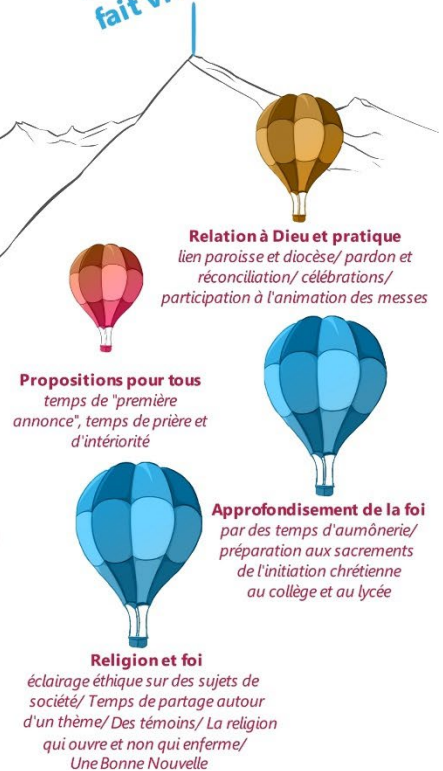 fait
Relation à Dieu et pratique
lien paroisse et diocèse/ pardon et
réconciliation/ célébrations/
participation à l'animation des messes
Propositions pour tous
temps de "première
annonce", temps de prière et
d'intériorité
Approfondisement de la foi
par des temps d'aumônerie/
préparation aux sacrements
de l'initiation chrétienne
au collège et au lycée
Religion et foi
éclairage éthique sur des sujets de
société/ Temps de partage autour
d'un thème/ Des témoins/ La religion
qui ouvre et non qui enferme/
Une Bonne Nouvelle